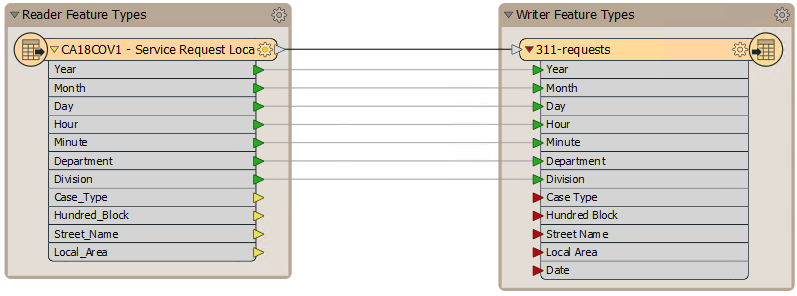 Reader Feature Types
CA18COV1 - Service Request Loca
Year
Month
Day
Hour
Minute
Department
Division
Case_Type
Hundred_Block
Street_Name
Local_Area
Writer Feature Types
311-requests
Year
Month
Day
Hour
Minute
Department
Division
Case Type
Hundred Block
Street Name
Local Area
Date